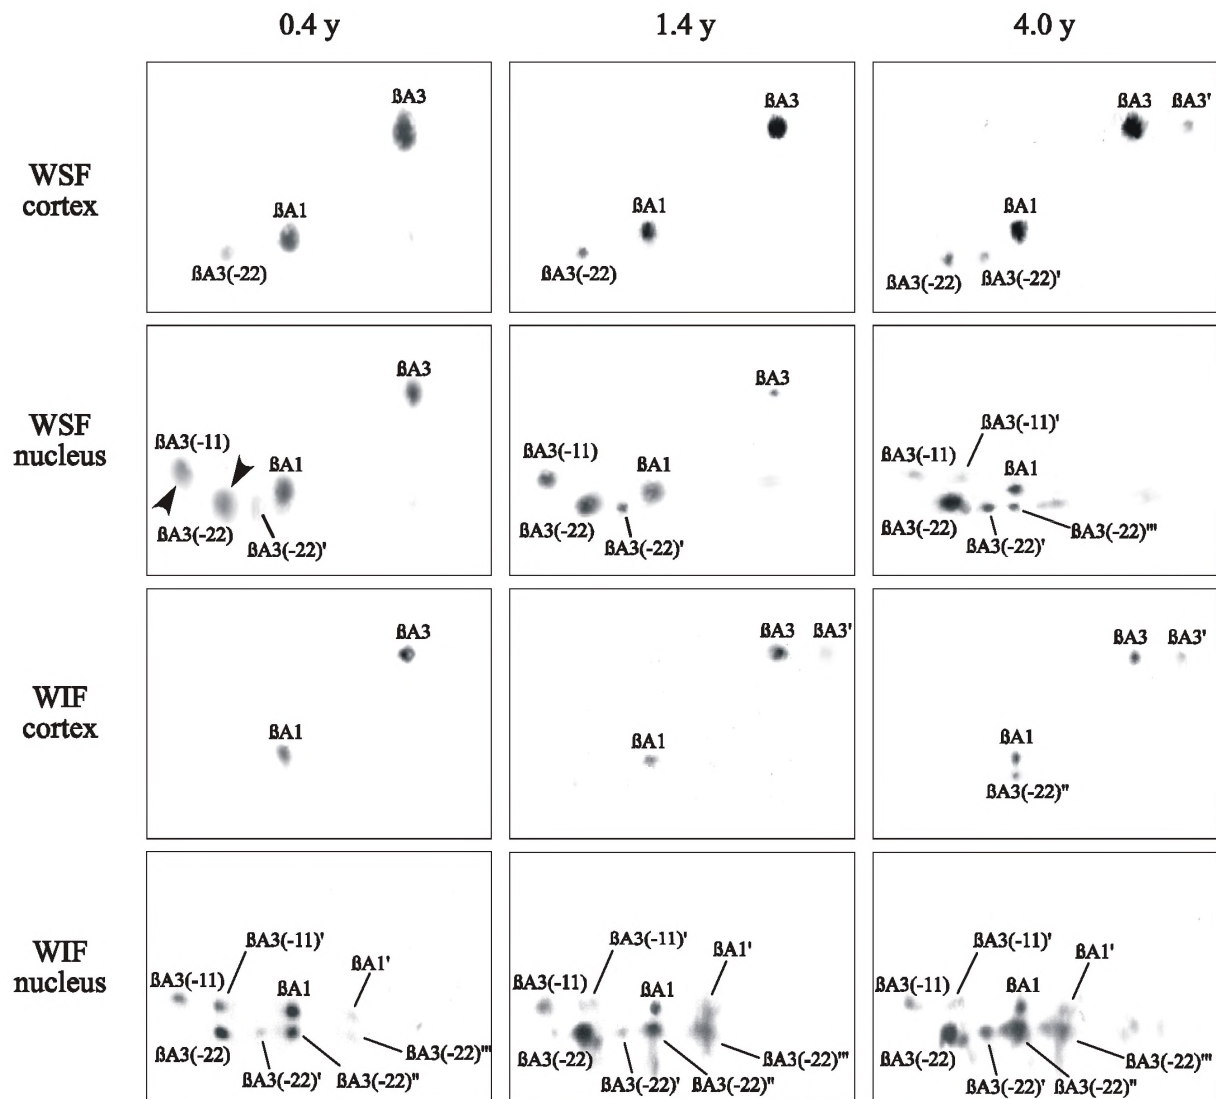 0.4 y 1.4 y 4.0 y
WSF
cortex
ßA3
ßA1
ßA3(-22)
ßA3
ßA1
ßA3(-22)
ßA3 ßA3'
ßA1
ßA3(-22) ßA3(-22)'
WSF
nucleus
ßA3
ßA3(-11)
ßA1
ßA3(-22)
ßA3(-22)'
ßA3
ßA3(-11)
ßA1
ßA3(-22)
ßA3(-22)'
ßA3(-11)'
ßA3(-11)
ßA1
ßA3(-22)
ßA3(-22)'''
ßA3(-22)'
WIF
cortex
ßA3
ßA1
ßA3 ßA3'
ßA1
ßA3 ßA3'
ßA1
ßA3(-22)"
WIF
nucleus
ßA3(-11)'
ßA3(-11)
ßA1'
ßA1
ßA3(-22)
ßA3(-22)'''
ßA3(-22)' ßA3(-22)"
ßA3(-11)'
ßA1'
ßA3(-11)
ßA1
ßA3(-22)
ßA3(-22)'''
ßA3(-22)' ßA3(-22)"
ßA3(-11)'
ßA1'
ßA3(-11)
ßA1
ßA3(-22)
ßA3(-22)'''
ßA3(-22)' ßA3(-22)"